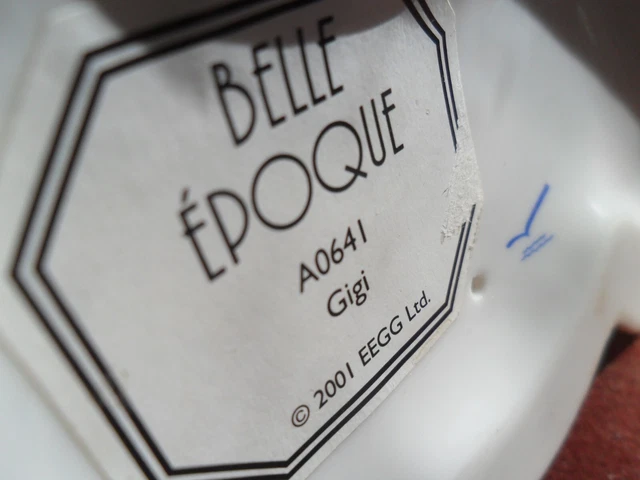 BELLE
ÉPOQUE
A0641
Gigi
© 2001 EEGG Ltd.